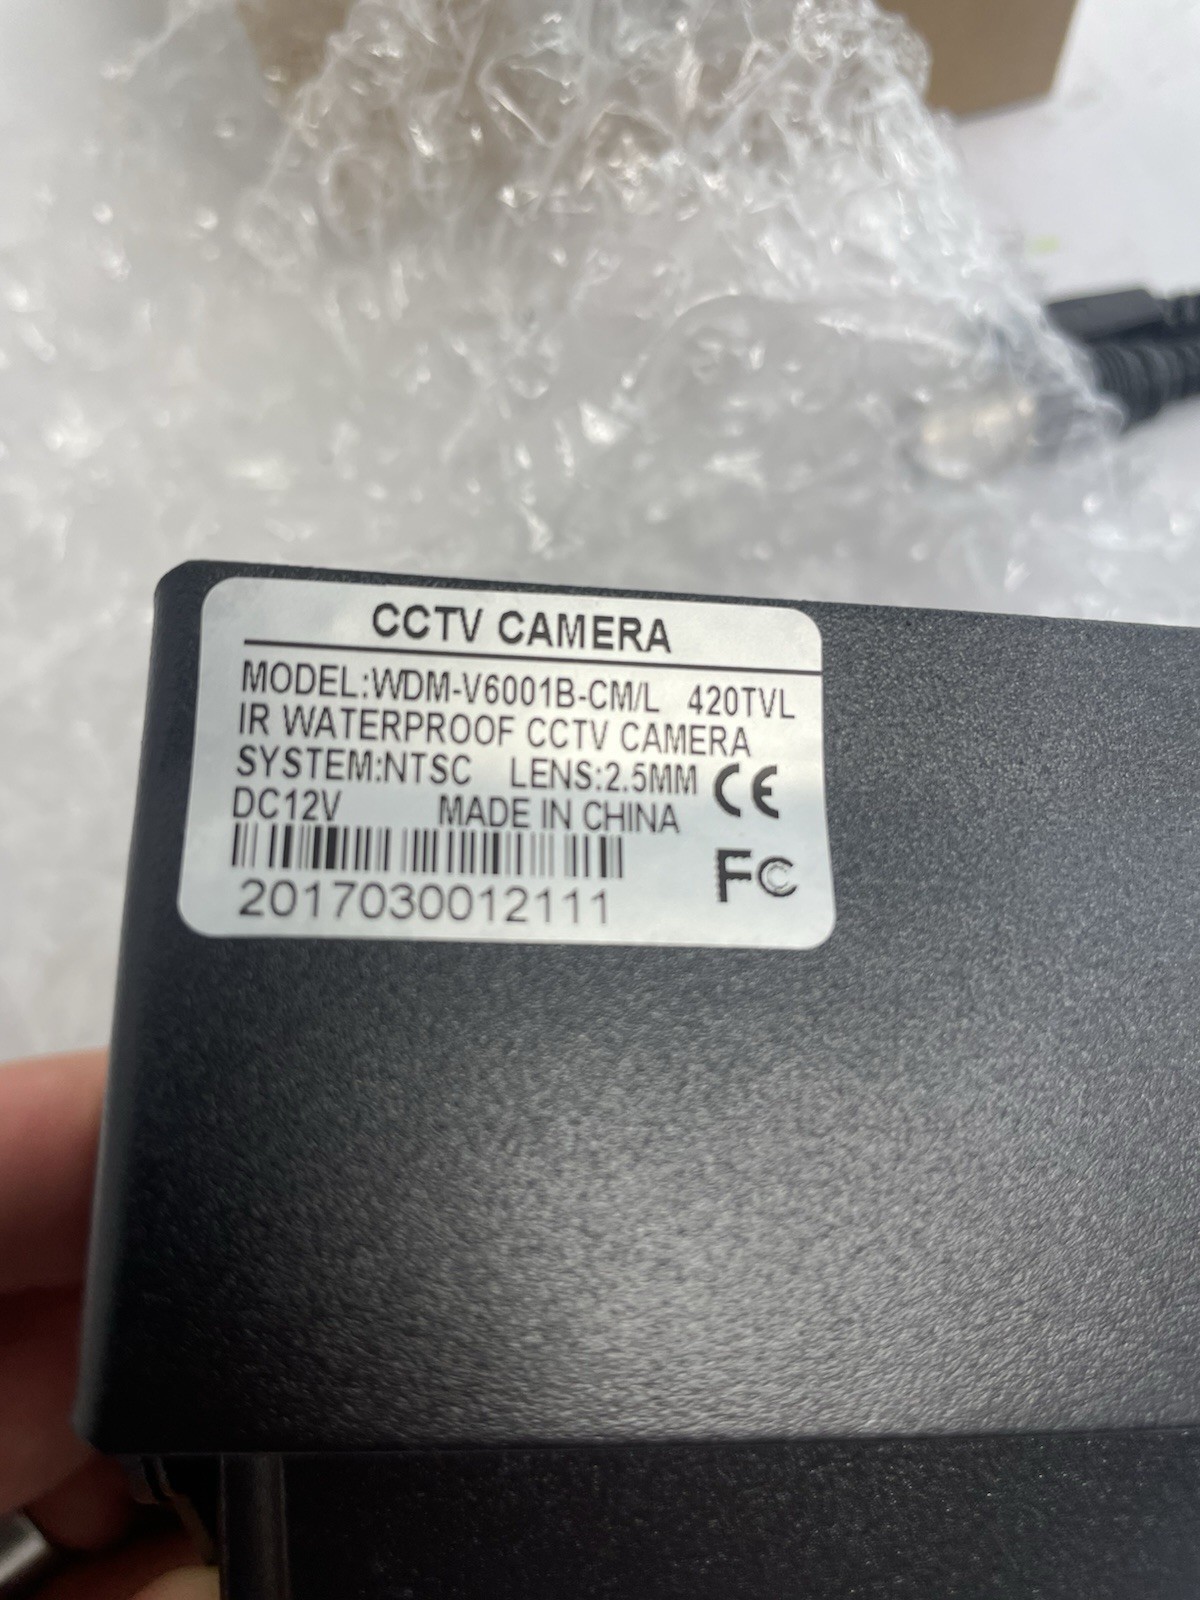 CCTV CAMERA
MODEL:WDM-V6001B-CM/L 420TVL
IR WATERPROOF CCTV CAMERA
SYSTEM:NTSC LENS:2.5MM CE
DC12V MADE IN CHINA
2017030012111 FC